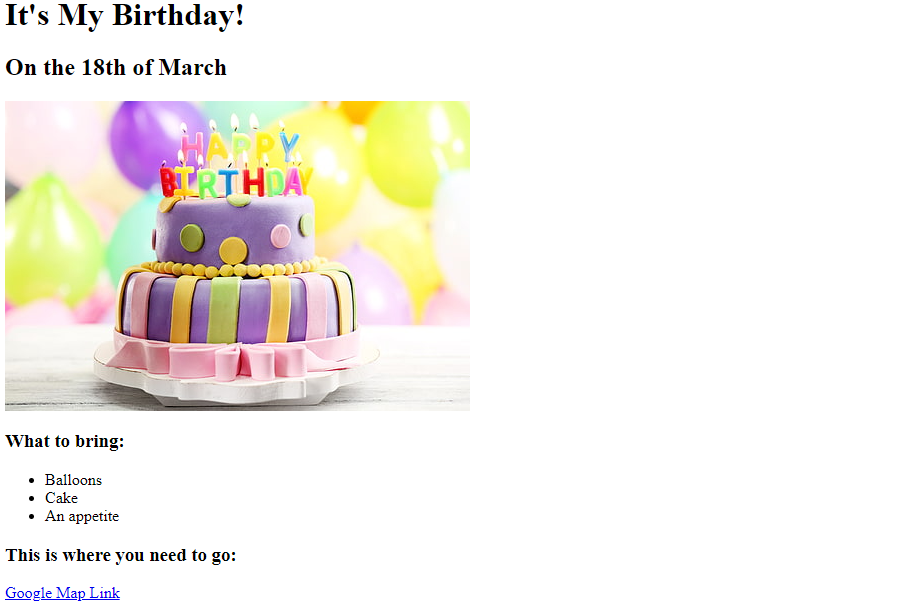 It's My Birthday!
On the 18th of March
HAPPY
BIRTHDAY
What to bring:
Balloons
Cake
An appetite
This is where you need to go:
Google Map Link